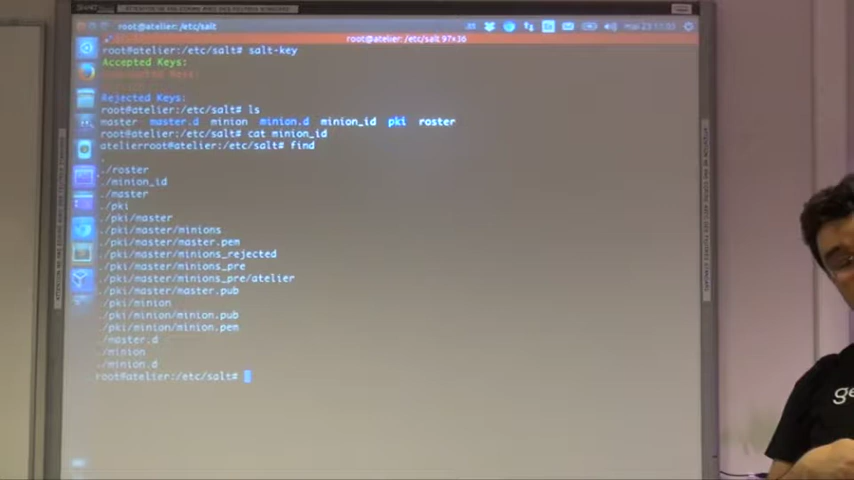 root@atelier: /etc/salt
root@atelier: /etc/salt 97x36
root@atelier:/etc/salt# salt-key
Accepted Keys:
Rejected Keys:
root@atelier:/etc/salt# ls
master master.d minion minion.d minion_id pki roster
root@atelier:/etc/salt# cat minion_id
atelierroot@atelier:/etc/salt# find
.
./roster
./minion_id
./master
./pki
./pki/master
./pki/master/minions
./pki/master/master.pem
./pki/master/minions_rejected
./pki/master/minions_pre
./pki/master/minions_pre/atelier
./pki/master/master.pub
./pki/minion
./pki/minion/minion.pub
./pki/minion/minion.pem
./master.d
./minion
./minion.d
root@atelier:/etc/salt#
ge